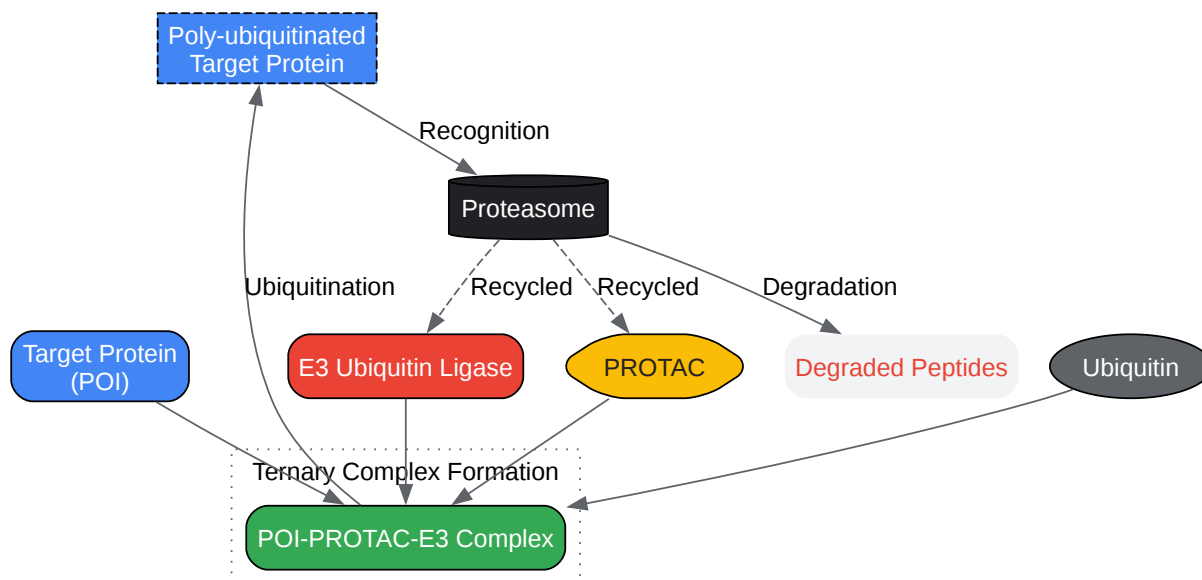 Poly-ubiquitinated
Target Protein
Recognition
Proteasome
Ubiquitination
Recycled
Recycled
Degradation
Target Protein
(POI)
E3 Ubiquitin Ligase
PROTAC
Degraded Peptides
Ubiquitin
Ternary Complex Formation
POI-PROTAC-E3 Complex